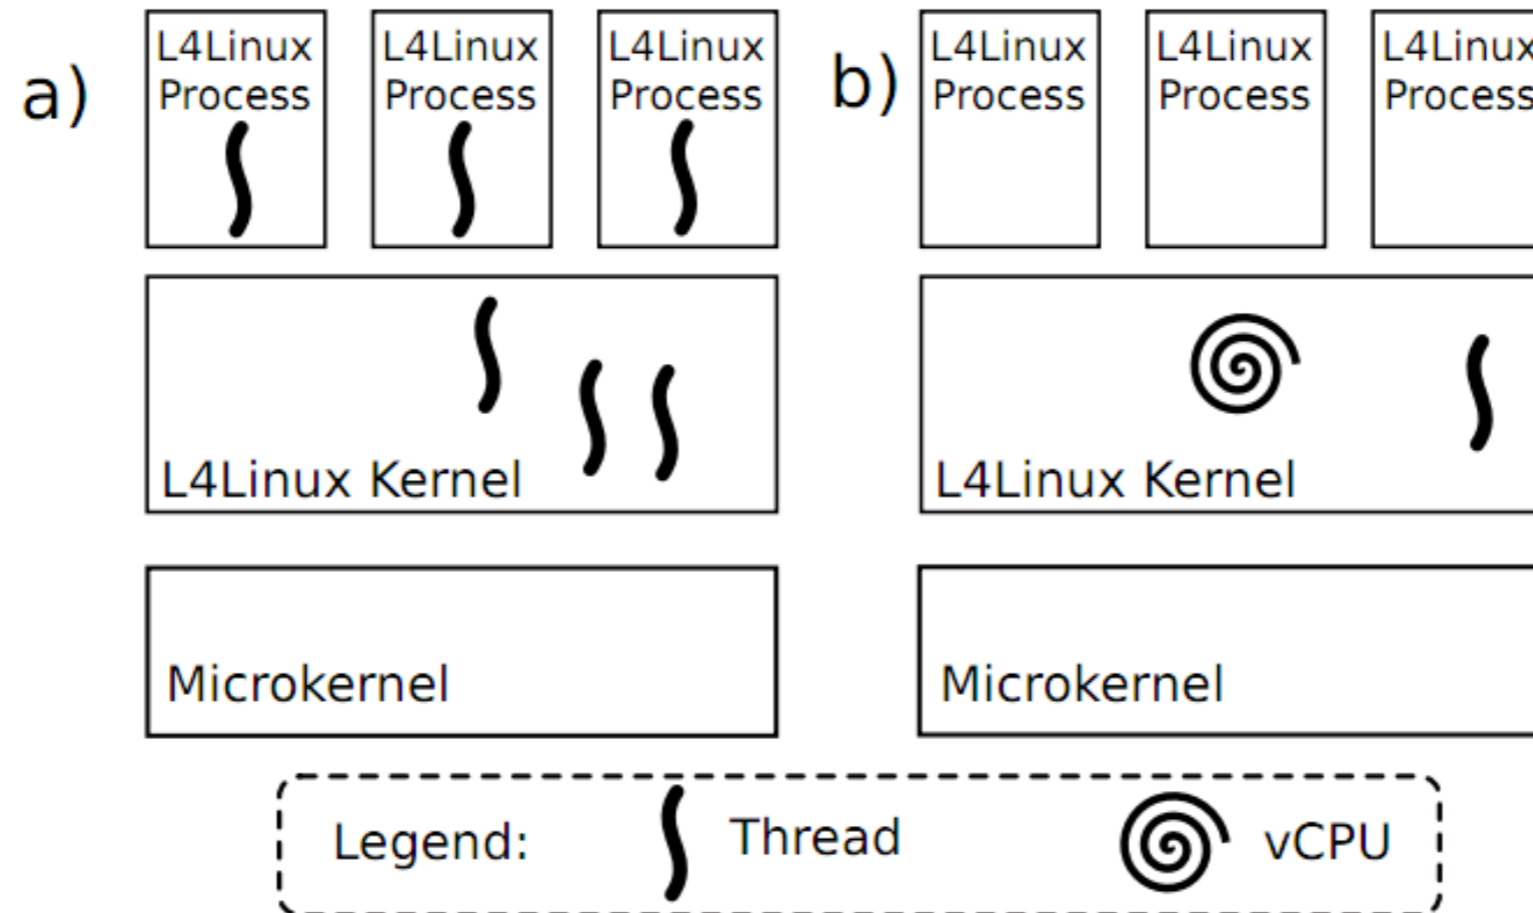 a)
L4Linux
Process
L4Linux
Process
L4Linux
Process
L4Linux Kernel
Microkernel
b)
L4Linux
Process
L4Linux
Process
L4Linux
Process
L4Linux Kernel
Microkernel
Legend:
Thread
vCPU